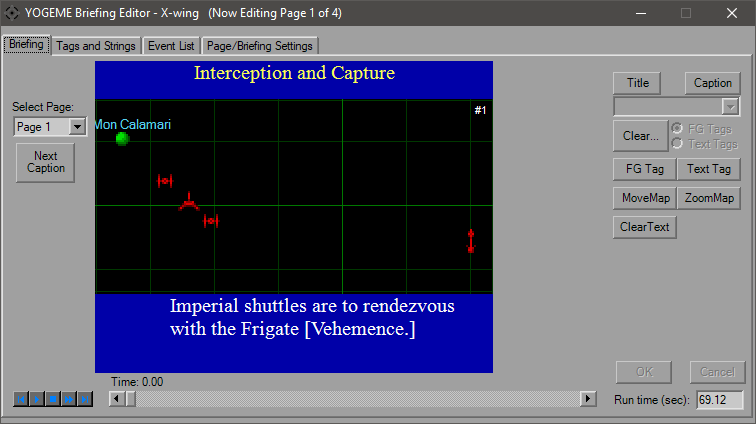 YOGEME Briefing Editor - X-wing (Now Editing Page 1 of 4)
Briefing
Tags and Strings
Event List
Page/Briefing Settings
Select Page:
Page 1
Next
Caption
Interception and Capture
#1
Mon Calamari
Imperial shuttles are to rendezvous
with the Frigate [Vehemence.]
Title
Caption
Clear...
FG Tags
Text Tags
FG Tag
Text Tag
MoveMap
ZoomMap
ClearText
OK
Cancel
Time: 0.00
Run time (sec):
69.12